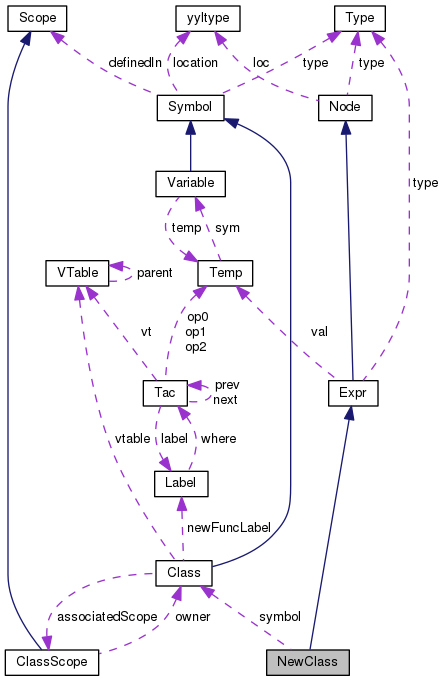 Scope
yyltype
Type
definedIn
location
loc
type
type
Symbol
Node
Variable
type
temp
sym
VTable
parent
Temp
vt
op0
op1
op2
val
Tac
prev
next
Expr
vtable
label
where
Label
newFuncLabel
Class
associatedScope
owner
symbol
ClassScope
NewClass